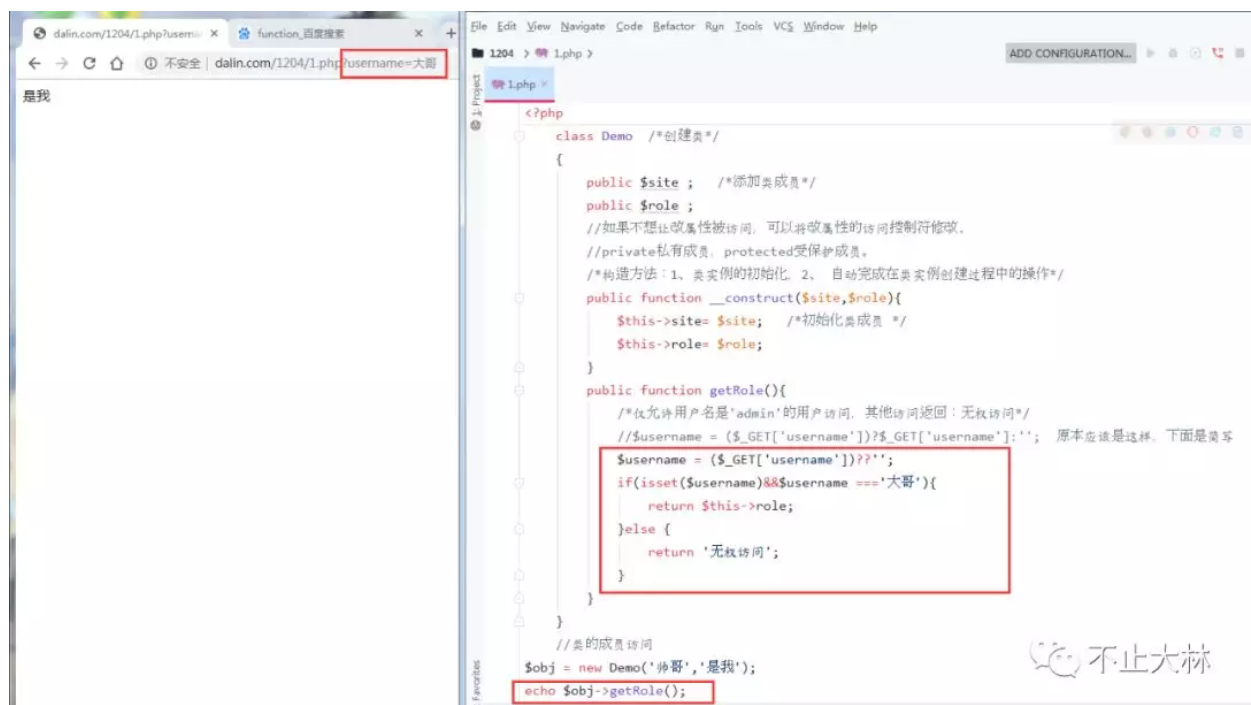 dalin.com/1204/1.php?userna
function_百度搜索
不安全 | dalin.com/1204/1.php?username=大哥
是我
File Edit View Navigate Code Refactor Run Tools VCS Window Help
1204 > 1.php >
ADD CONFIGURATION...
1: Project
1.php
<?php
class Demo /*创建类*/
{
public $site ; /*添加类成员*/
public $role ;
//如果不想让改属性被访问，可以将改属性的访问控制符修改。
//private私有成员，protected受保护成员。
/*构造方法：1、类实例的初始化，2、 自动完成在类实例创建过程中的操作*/
public function __construct($site,$role){
$this->site= $site; /*初始化类成员 */
$this->role= $role;
}
public function getRole(){
/*仅允许用户名是'admin'的用户访问，其他访问返回：无权访问*/
//$username = ($_GET['username'])?$_GET['username']:''; 原本应该是这样，下面是简写
$username = ($_GET['username'])??'';
if(isset($username)&&$username ==='大哥'){
return $this->role;
}else {
return '无权访问';
}
}
}
//类的成员访问
$obj = new Demo('帅哥','是我');
echo $obj->getRole();
Favorites
不止大林